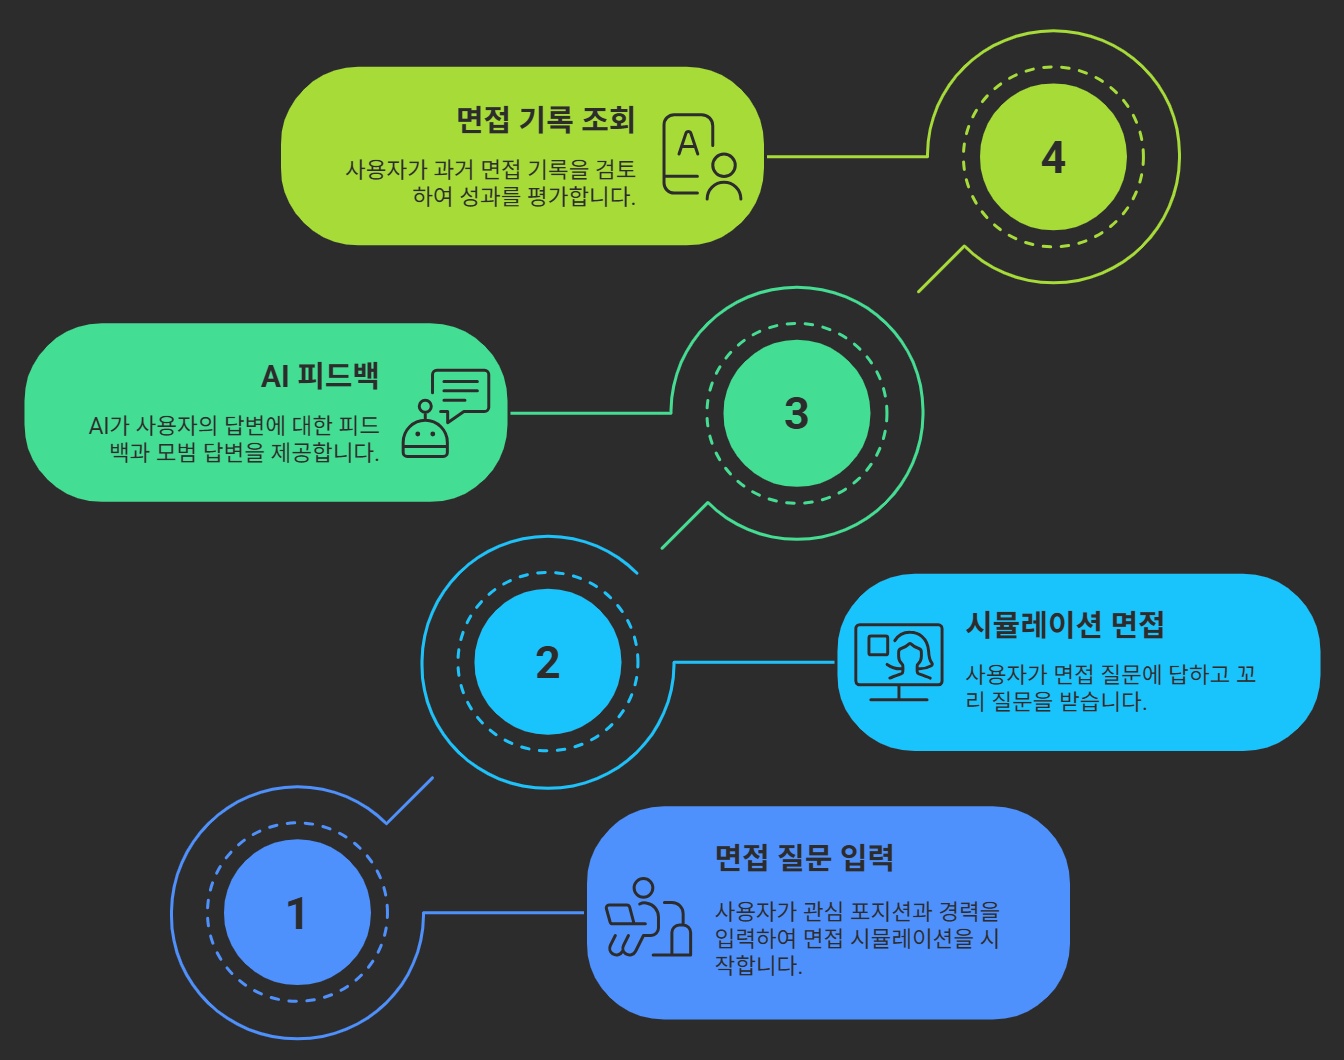 면접 기록 조회
사용자가 과거 면접 기록을 검토
하여 성과를 평가합니다.
A
4
AI 피드백
AI가 사용자의 답변에 대한 피드
백과 모범 답변을 제공합니다.
3
2
시뮬레이션 면접
사용자가 면접 질문에 답하고 꼬
리 질문을 받습니다.
1
면접 질문 입력
사용자가 관심 포지션과 경력을
입력하여 면접 시뮬레이션을 시
작합니다.